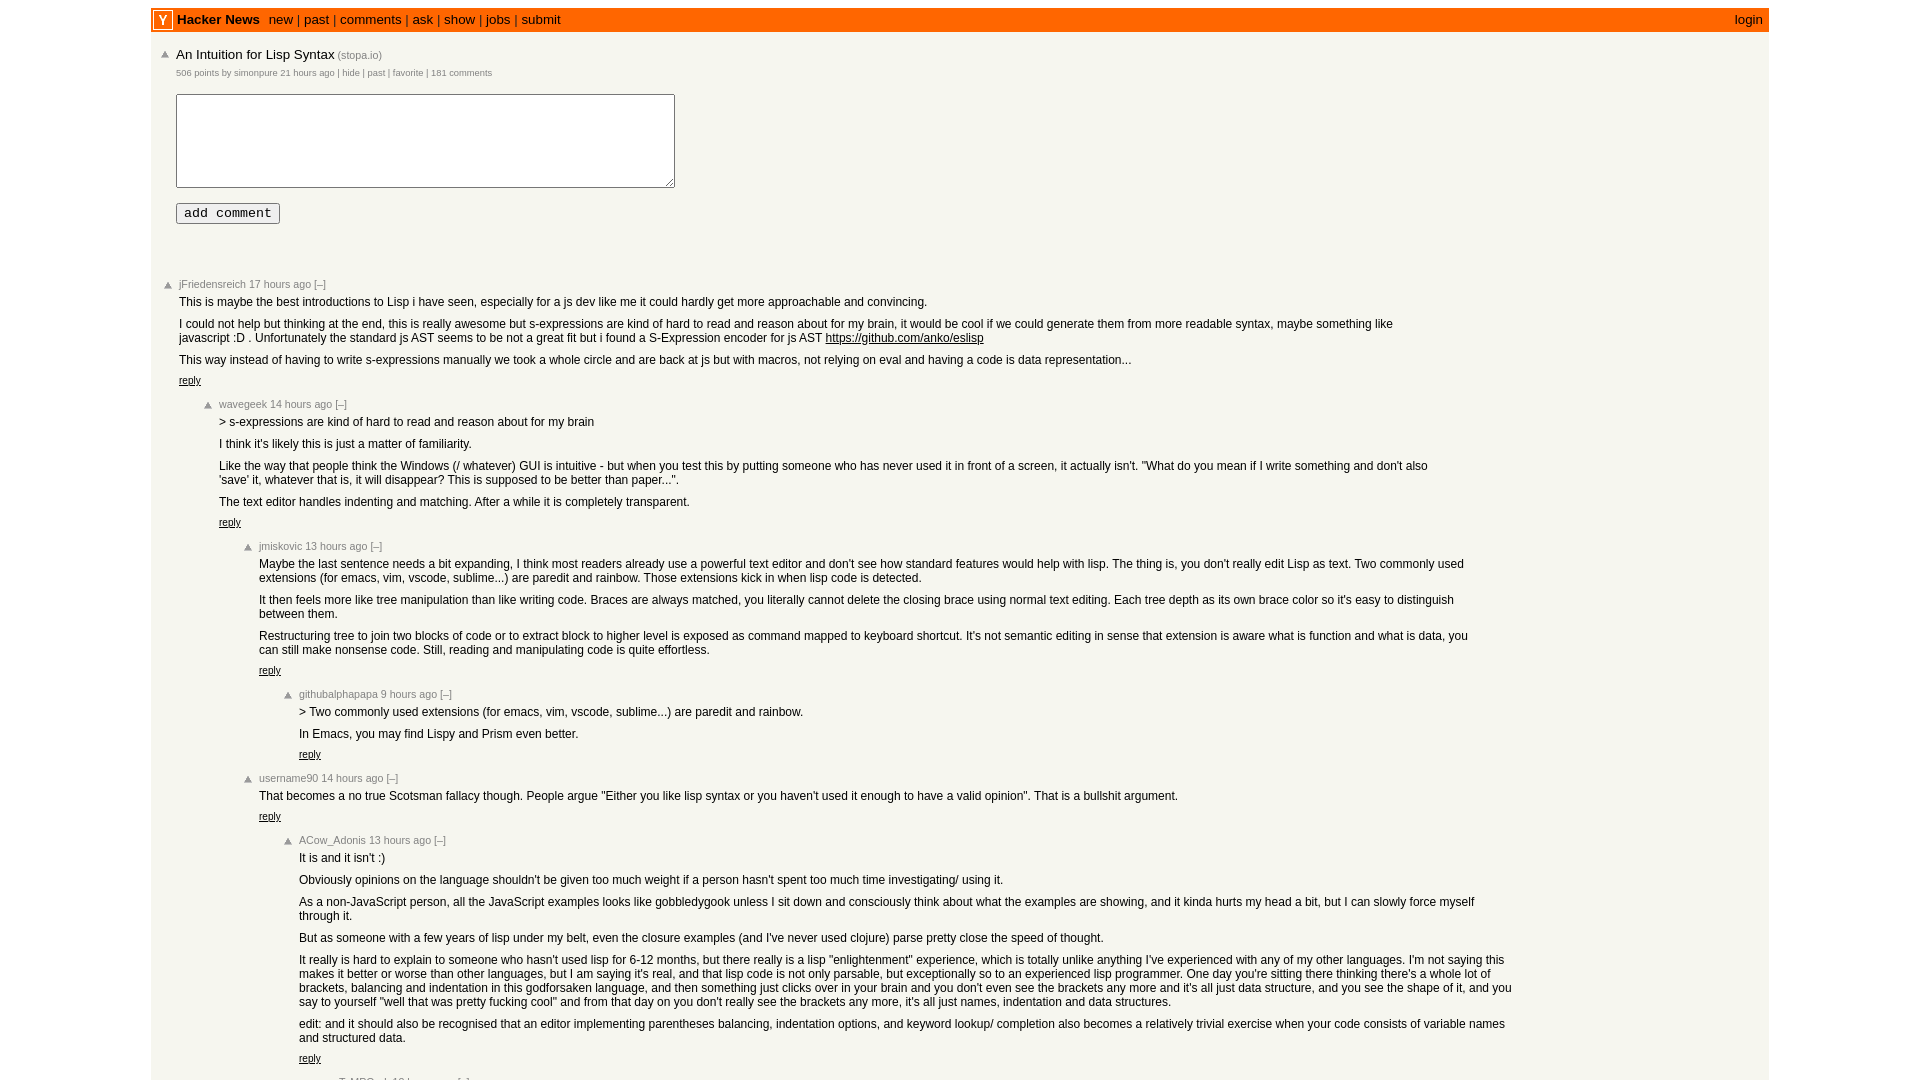 Y Hacker News new | past | comments | ask | show | jobs | submit login
An Intuition for Lisp Syntax (stopa.io)
506 points by simonpure 21 hours ago | hide | past | favorite | 181 comments
add comment
jFriedensreich 17 hours ago [–]
This is maybe the best introductions to Lisp i have seen, especially for a js dev like me it could hardly get more approachable and convincing.
I could not help but thinking at the end, this is really awesome but s-expressions are kind of hard to read and reason about for my brain, it would be cool if we could generate them from more readable syntax, maybe something like
javascript :D . Unfortunately the standard js AST seems to be not a great fit but i found a S-Expression encoder for js AST https://github.com/anko/eslisp
This way instead of having to write s-expressions manually we took a whole circle and are back at js but with macros, not relying on eval and having a code is data representation...
reply
wavegeek 14 hours ago [–]
> s-expressions are kind of hard to read and reason about for my brain
I think it's likely this is just a matter of familiarity.
Like the way that people think the Windows (/ whatever) GUI is intuitive - but when you test this by putting someone who has never used it in front of a screen, it actually isn't. "What do you mean if I write something and don't also
'save' it, whatever that is, it will disappear? This is supposed to be better than paper...".
The text editor handles indenting and matching. After a while it is completely transparent.
reply
jmiskovic 13 hours ago [–]
Maybe the last sentence needs a bit expanding, I think most readers already use a powerful text editor and don't see how standard features would help with lisp. The thing is, you don't really edit Lisp as text. Two commonly used
extensions (for emacs, vim, vscode, sublime...) are paredit and rainbow. Those extensions kick in when lisp code is detected.
It then feels more like tree manipulation than like writing code. Braces are always matched, you literally cannot delete the closing brace using normal text editing. Each tree depth as its own brace color so it's easy to distinguish
between them.
Restructuring tree to join two blocks of code or to extract block to higher level is exposed as command mapped to keyboard shortcut. It's not semantic editing in sense that extension is aware what is function and what is data, you
can still make nonsense code. Still, reading and manipulating code is quite effortless.
reply
githubalphapapa 9 hours ago [–]
> Two commonly used extensions (for emacs, vim, vscode, sublime...) are paredit and rainbow.
In Emacs, you may find Lispy and Prism even better.
reply
username90 14 hours ago [–]
That becomes a no true Scotsman fallacy though. People argue "Either you like lisp syntax or you haven't used it enough to have a valid opinion". That is a bullshit argument.
reply
ACow_Adonis 13 hours ago [–]
It is and it isn't :)
Obviously opinions on the language shouldn't be given too much weight if a person hasn't spent too much time investigating/ using it.
As a non-JavaScript person, all the JavaScript examples looks like gobbledygook unless I sit down and consciously think about what the examples are showing, and it kinda hurts my head a bit, but I can slowly force myself
through it.
But as someone with a few years of lisp under my belt, even the closure examples (and I've never used clojure) parse pretty close the speed of thought.
It really is hard to explain to someone who hasn't used lisp for 6-12 months, but there really is a lisp "enlightenment" experience, which is totally unlike anything I've experienced with any of my other languages. I'm not saying this
makes it better or worse than other languages, but I am saying it's real, and that lisp code is not only parsable, but exceptionally so to an experienced lisp programmer. One day you're sitting there thinking there's a whole lot of
brackets, balancing and indentation in this godforsaken language, and then something just clicks over in your brain and you don't even see the brackets any more and it's all just data structure, and you see the shape of it, and you
say to yourself "well that was pretty fucking cool" and from that day on you don't really see the brackets any more, it's all just names, indentation and data structures.
edit: and it should also be recognised that an editor implementing parentheses balancing, indentation options, and keyword lookup/ completion also becomes a relatively trivial exercise when your code consists of variable names
and structured data.
reply